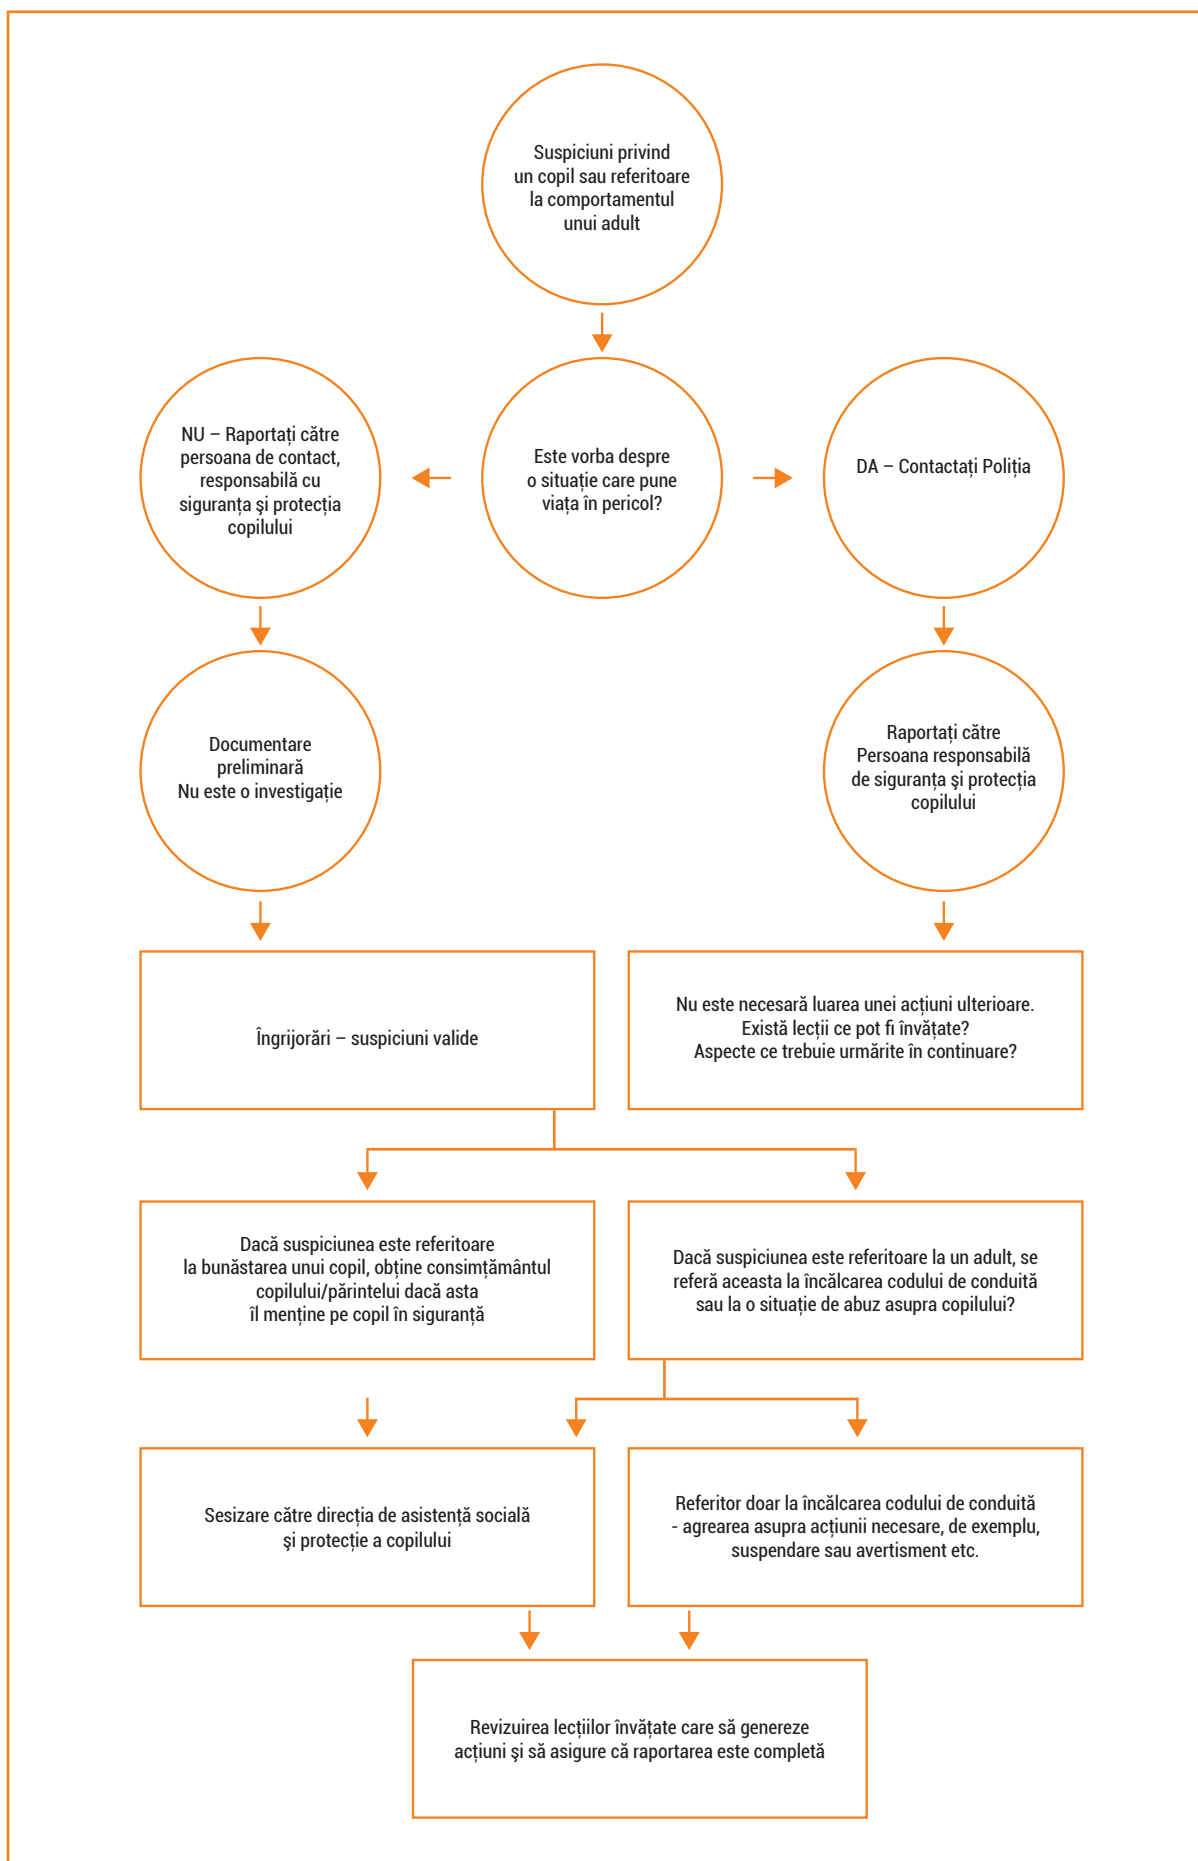 Suspiciuni privind
un copil sau referitoare
la comportamentul
unui adult
NU – Raportați către
persoana de contact,
responsabilă cu
siguranța şi protecția
copilului
Este vorba despre
o situație care pune
viața în pericol?
DA – Contactați Poliția
Documentare
preliminară
Nu este o investigație
Raportați către
Persoana responsabilă
de siguranța şi protecția
copilului
Îngrijorări – suspiciuni valide
Nu este necesară luarea unei acțiuni ulterioare.
Există lecții ce pot fi învățate?
Aspecte ce trebuie urmărite în continuare?
Dacă suspiciunea este referitoare
la bunăstarea unui copil, obține consimțământul
copilului/părintelui dacă asta
îl menține pe copil în siguranță
Dacă suspiciunea este referitoare la un adult, se
referă aceasta la încălcarea codului de conduită
sau la o situație de abuz asupra copilului?
Sesizare către direcția de asistență socială
şi protecție a copilului
Referitor doar la încălcarea codului de conduită
- agrearea asupra acțiunii necesare, de exemplu,
suspendare sau avertisment etc.
Revizuirea lecțiilor învățate care să genereze
acțiuni şi să asigure că raportarea este completă